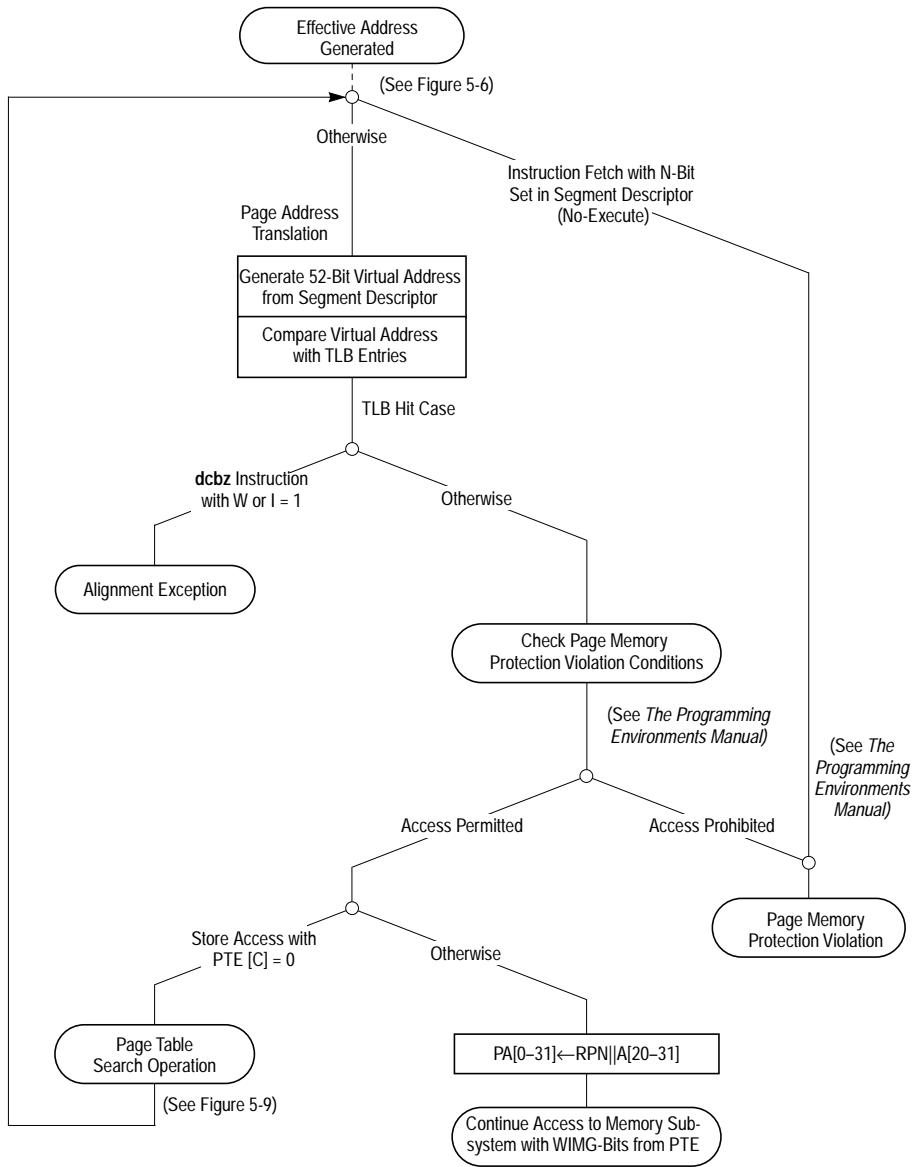 Effective Address
Generated
(See Figure 5-6)
Otherwise
Instruction Fetch with N-Bit
Set in Segment Descriptor
(No-Execute)
Page Address
Translation
Generate 52-Bit Virtual Address
from Segment Descriptor
Compare Virtual Address
with TLB Entries
TLB Hit Case
dcbz Instruction
with W or I = 1
Otherwise
Alignment Exception
Check Page Memory
Protection Violation Conditions
(See The Programming
Environments Manual)
(See The
Programming
Environments
Manual)
Access Permitted
Access Prohibited
Page Memory
Protection Violation
Store Access with
PTE [C] = 0
Otherwise
Page Table
Search Operation
(See Figure 5-9)
PA[0–31]←RPN||A[20–31]
Continue Access to Memory Sub-
system with WIMG-Bits from PTE